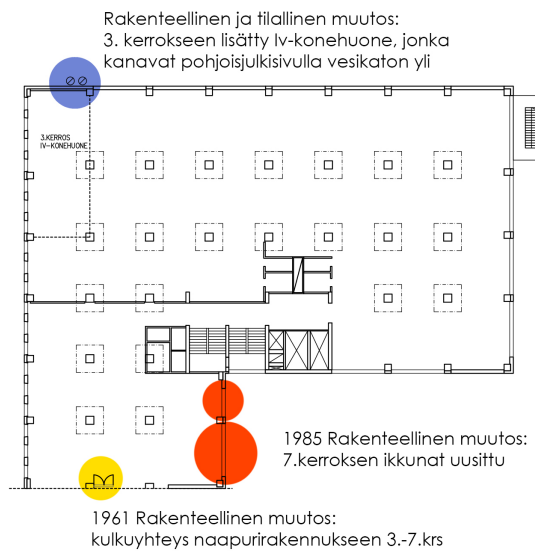 Rakenteellinen ja tilallinen muutos:
3. kerrokseen lisätty Iv-konehuone, jonka
kanavat pohjoisjulkisivulla vesikaton yli
3.KERROS
IV-KONEHUONE
1985 Rakenteellinen muutos:
7.kerroksen ikkunat uusittu
1961 Rakenteellinen muutos:
kulkuyhteys naapurirakennukseen 3.-7.krs